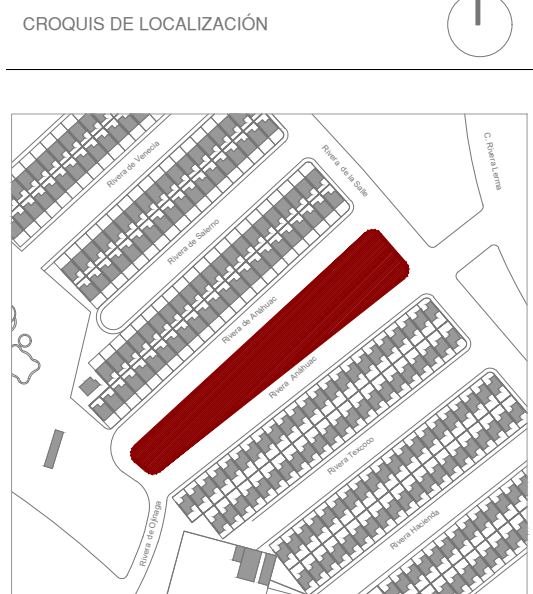 CROQUIS DE LOCALIZACIÓN
C. Rivera Lerma
Rivera de Venecia
Rivera de la Salle
Rivera de Salerno
Rivera de Anáhuac
Rivera Anáhuac
Rivera Texcoco
Rivera Hacienda
Rivera de Ojinaga